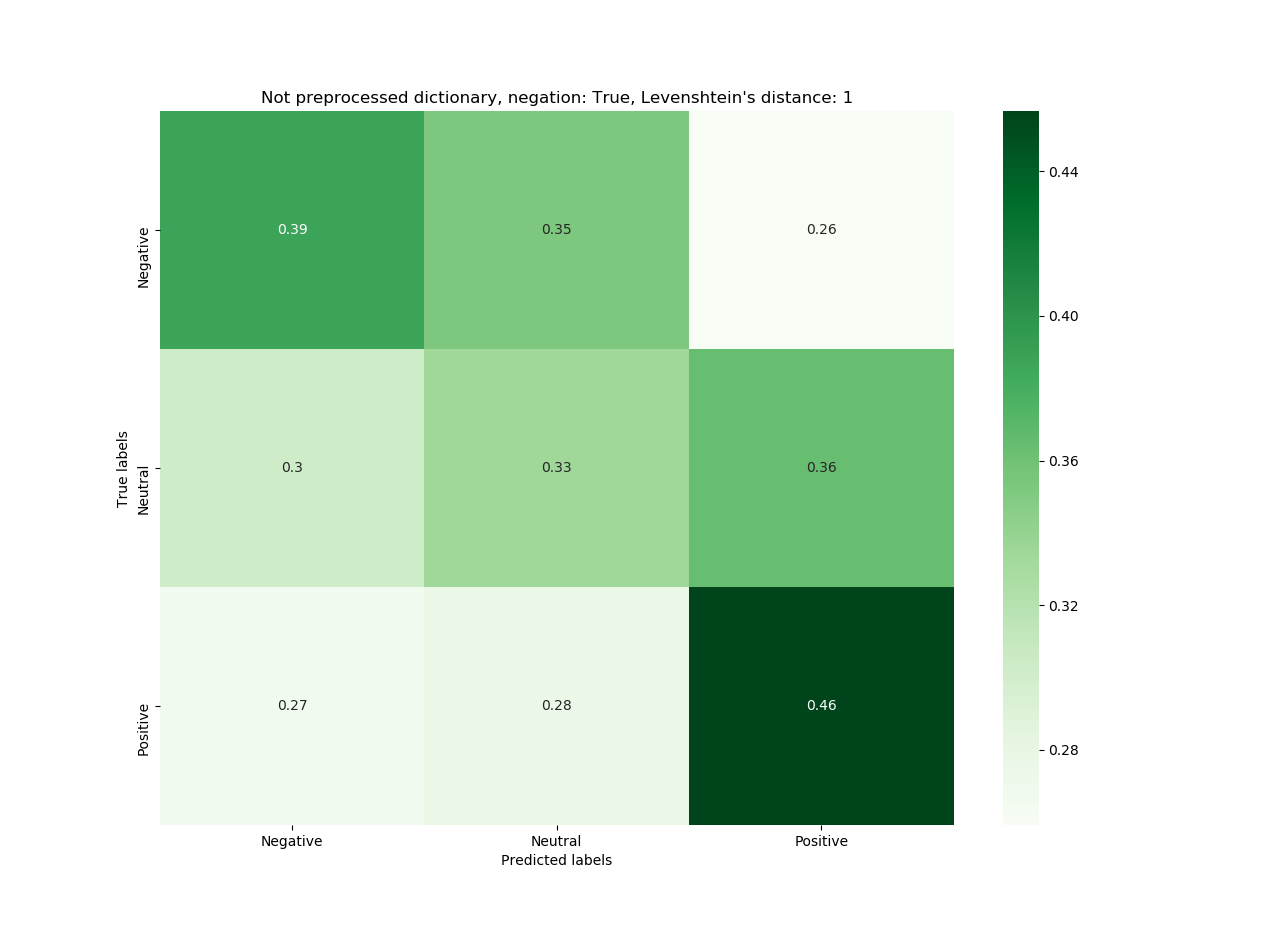 Not preprocessed dictionary, negation: True, Levenshtein's distance: 1
Negative 0.39 0.35 0.26
True labels
Neutral 0.3 0.33 0.36
Positive 0.27 0.28 0.46
Negative Neutral Positive
Predicted labels
0.44
0.40
0.36
0.32
0.28